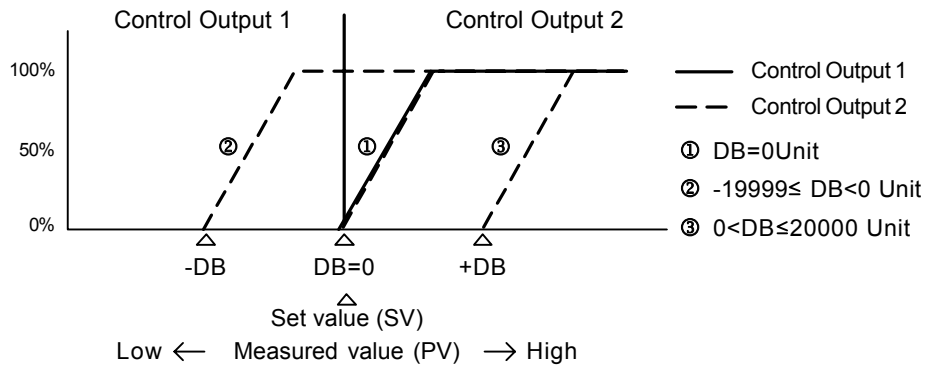 Control Output 1
Control Output 2
100%
50%
0%
②
①
③
Control Output 1
Control Output 2
① DB=0Unit
② -19999≤ DB<0 Unit
③ 0<DB≤20000 Unit
-DB
DB=0
+DB
Set value (SV)
Low ← Measured value (PV) → High